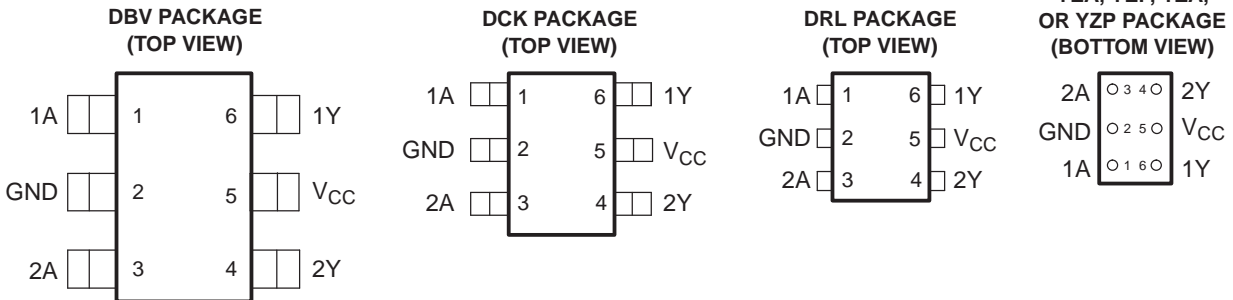 DBV PACKAGE
(TOP VIEW)
1A 1 6 1Y
GND 2 5 VCC
2A 3 4 2Y
DCK PACKAGE
(TOP VIEW)
1A 1 6 1Y
GND 2 5 VCC
2A 3 4 2Y
DRL PACKAGE
(TOP VIEW)
1A 1 6 1Y
GND 2 5 VCC
2A 3 4 2Y
OR YZP PACKAGE
(BOTTOM VIEW)
2A 3 4 2Y
GND 2 5 VCC
1A 1 6 1Y